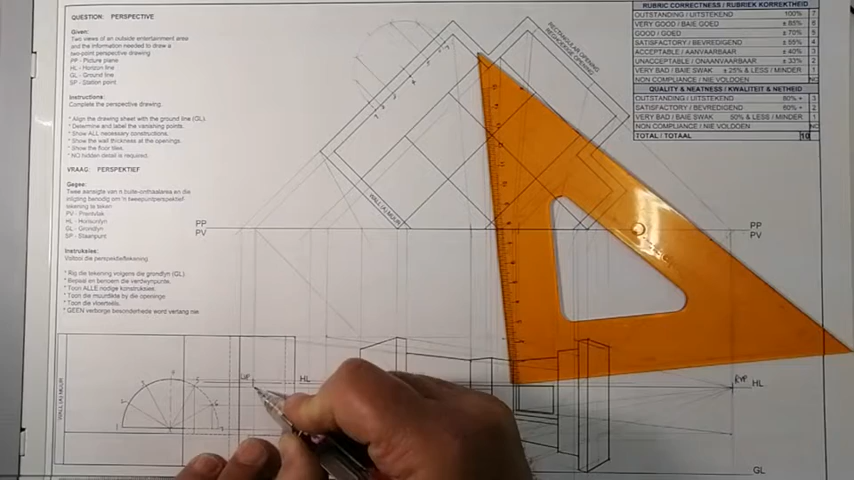 QUESTION: PERSPECTIVE
Given:
Two views of an outside entertainment area
and the information needed to draw a
two-point perspective drawing.
PP - Picture plane
HL - Horizon line
GL - Ground line
SP - Station point
Instructions:
Complete the perspective drawing.
* Align the drawing with the ground line (GL).
* Determine and label the vanishing points.
* Show ALL necessary constructions.
* Show the wall thickness at the openings.
* Show the floor tiles.
* NO hidden detail is required.
VRAAG: PERSPEKTIEF
Gegee:
Twee aansigte van 'n buite-onthaalarea en die
inligting benodig om 'n tweepuntperspektief-
tekening te teken.
PV - Prentvlak
HL - Horisonlyn
GL - Grondlyn
SP - Staanpunt
Instruksies:
Voltooi die perspektieftekening.
* Rig die tekening volgens die grondlyn (GL).
* Bepaal en benoem die verdwynpunte.
* Toon ALLE nodige konstruksies.
* Toon die muurdikte by die openinge.
* Toon die vloerteëls.
* GEEN verborge besonderhede word verlang nie.
RUBRIC CORRECTNESS / RUBRIEK KORREKTHEID
OUTSTANDING / UITSTEKEND 100% 7
VERY GOOD / BAIE GOED ± 85% 6
GOOD / GOED ± 70% 5
SATISFACTORY / BEVREDIGEND ± 55% 4
ACCEPTABLE / AANVAARBAAR ± 40% 3
UNACCEPTABLE / ONAANVAARBAAR ± 33% 2
VERY BAD / BAIE SWAK ± 25% & LESS / MINDER 1
NON COMPLIANCE / NIE VOLDOEN NC
QUALITY & NEATNESS / KWALITEIT & NETHEID
OUTSTANDING / UITSTEKEND 80% + 3
SATISFACTORY / BEVREDIGEND 60% + 2
VERY BAD / BAIE SWAK 50% & LESS / MINDER 1
NON COMPLIANCE / NIE VOLDOEN NC
TOTAL / TOTAAL 10
RECTANGULAR OPENING
REGHOEKIGE OPENING
WALL (A) MUUR
PP
PV
PP
PV
WALL (A) MUUR
HL
RVP
HL
GL